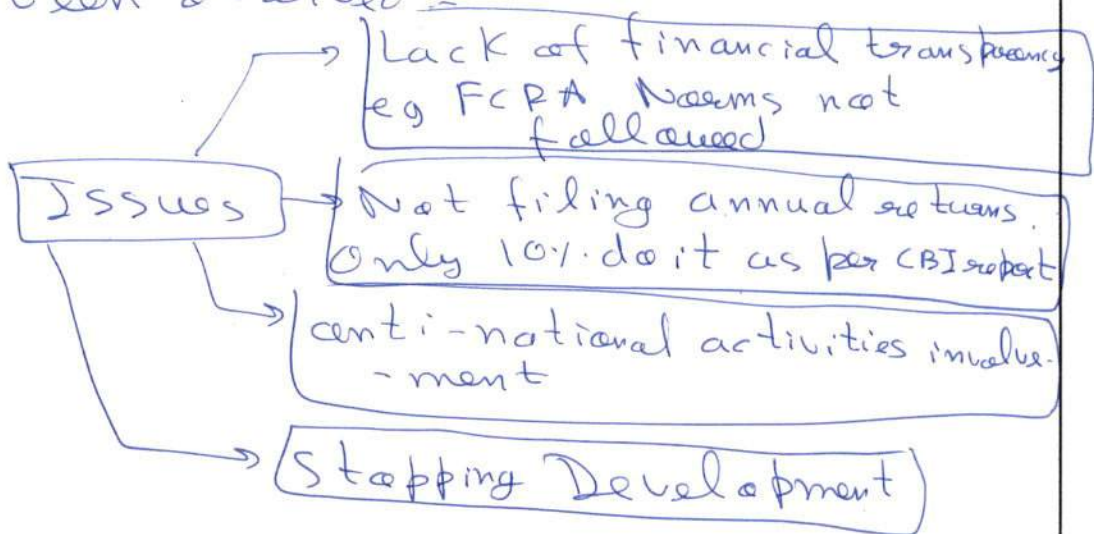 Lack of financial transparency
eg FCRA Norms not
followed
Issues
Not filing annual returns.
Only 10%. do it as per CBI report
anti-national activities involve-
-ment
Stopping Development